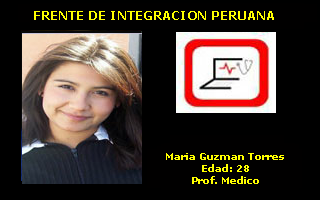 FRENTE DE INTEGRACION PERUANA
Maria Guzman Torres
Edad: 28
Prof. Medico